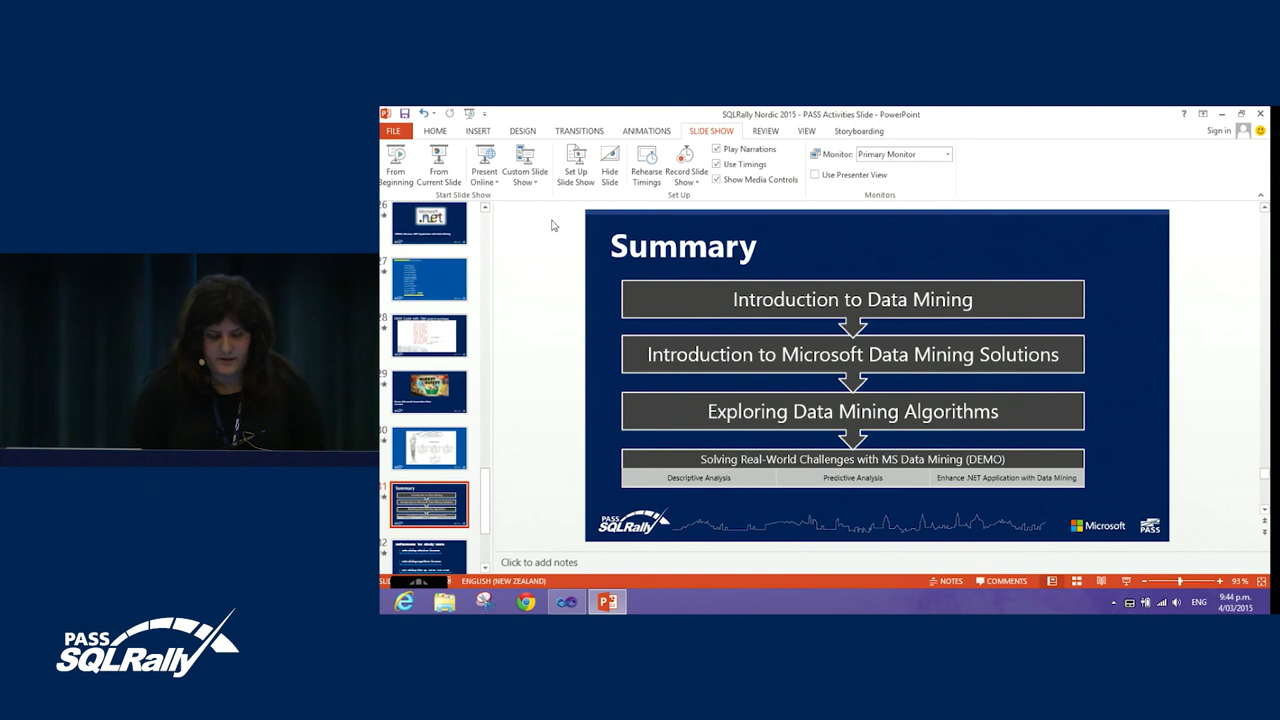 SQLRally Nordic 2015 - PASS Activities Slide - PowerPoint
FILE HOME INSERT DESIGN TRANSITIONS ANIMATIONS SLIDE SHOW REVIEW VIEW Storyboarding Sign in
From Beginning
From Current Slide
Present Online
Custom Slide Show
Start Slide Show
Set Up Slide Show
Hide Slide
Rehearse Timings
Record Slide Show
Play Narrations
Use Timings
Show Media Controls
Set Up
Monitor: Primary Monitor
Use Presenter View
Monitors
Microsoft
.net
27
29
Summary
Summary
Introduction to Data Mining
Introduction to Microsoft Data Mining Solutions
Exploring Data Mining Algorithms
Solving Real-World Challenges with MS Data Mining (DEMO)
Descriptive Analysis Predictive Analysis Enhance .NET Application with Data Mining
PASS SQLRally
Microsoft
PASS
Click to add notes
ENGLISH (NEW ZEALAND) NOTES COMMENTS 93%
ENG
9:44 p.m.
4/03/2015
PASS
SQLRally